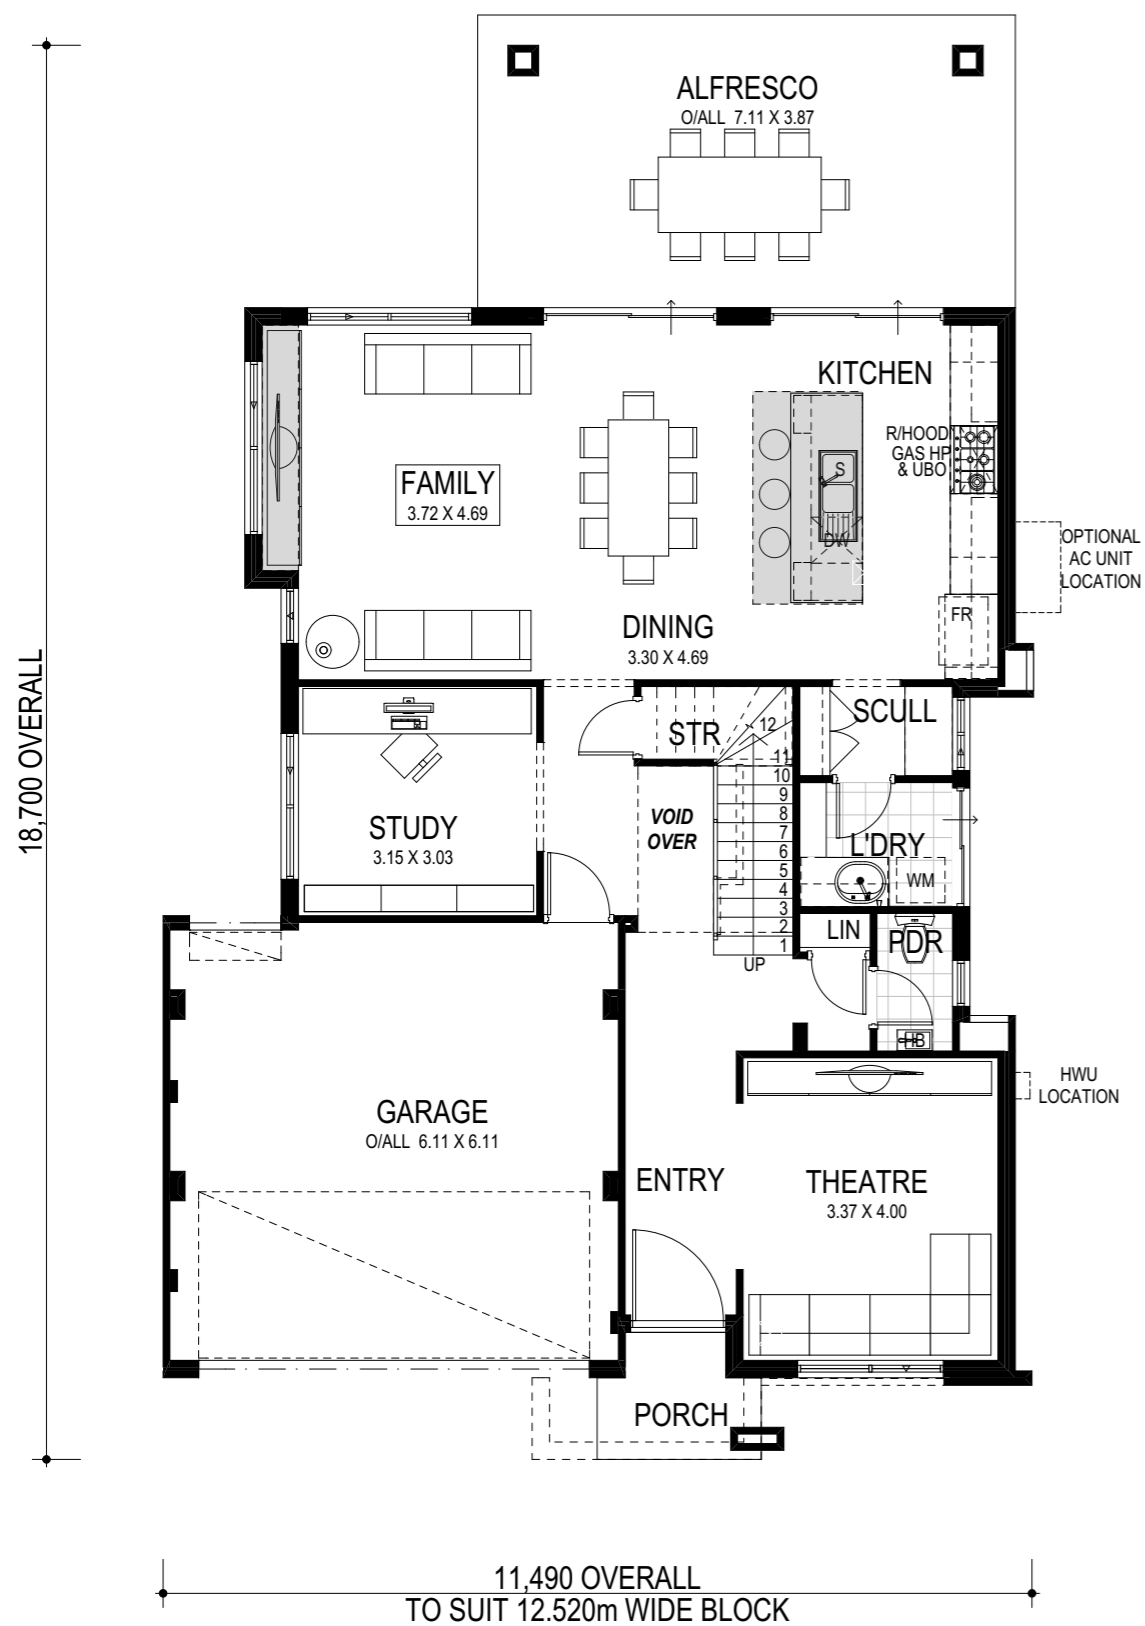 ALFRESCO
O/ALL 7.11 X 3.87
KITCHEN
R/HOOD
GAS HP
& UBO
S
DW
FAMILY
3.72 X 4.69
OPTIONAL
AC UNIT
LOCATION
FR
DINING
3.30 X 4.69
18,700 OVERALL
STR
SCULL
12
11
10
9
8
7
6
5
4
3
2
1
UP
VOID
OVER
STUDY
3.15 X 3.03
L'DRY
WM
LIN
PDR
HB
HWU
LOCATION
GARAGE
O/ALL 6.11 X 6.11
ENTRY
THEATRE
3.37 X 4.00
PORCH
11,490 OVERALL
TO SUIT 12.520m WIDE BLOCK